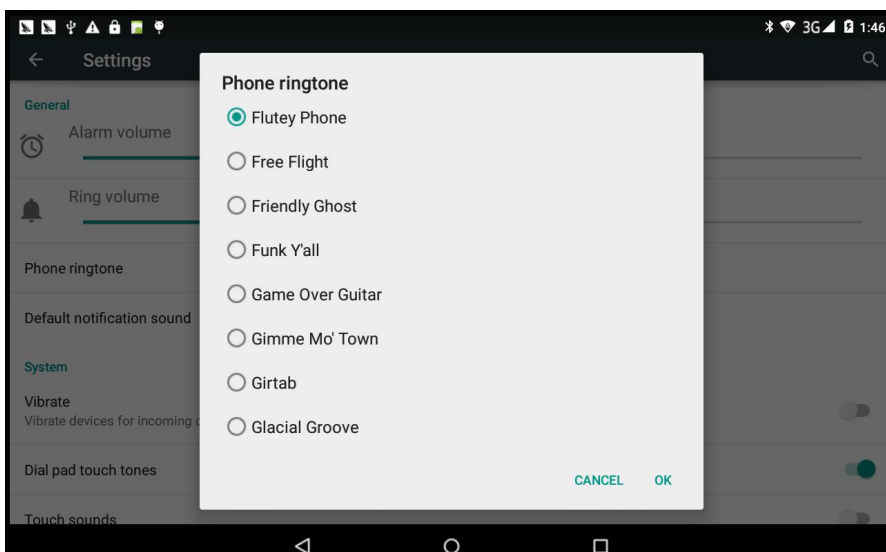 3G 1:46
Settings
General
Alarm volume
Ring volume
Phone ringtone
Default notification sound
System
Vibrate
Vibrate devices for incoming
Dial pad touch tones
Touch sounds
Phone ringtone
Flutey Phone
Free Flight
Friendly Ghost
Funk Y'all
Game Over Guitar
Gimme Mo' Town
Girtab
Glacial Groove
CANCEL OK